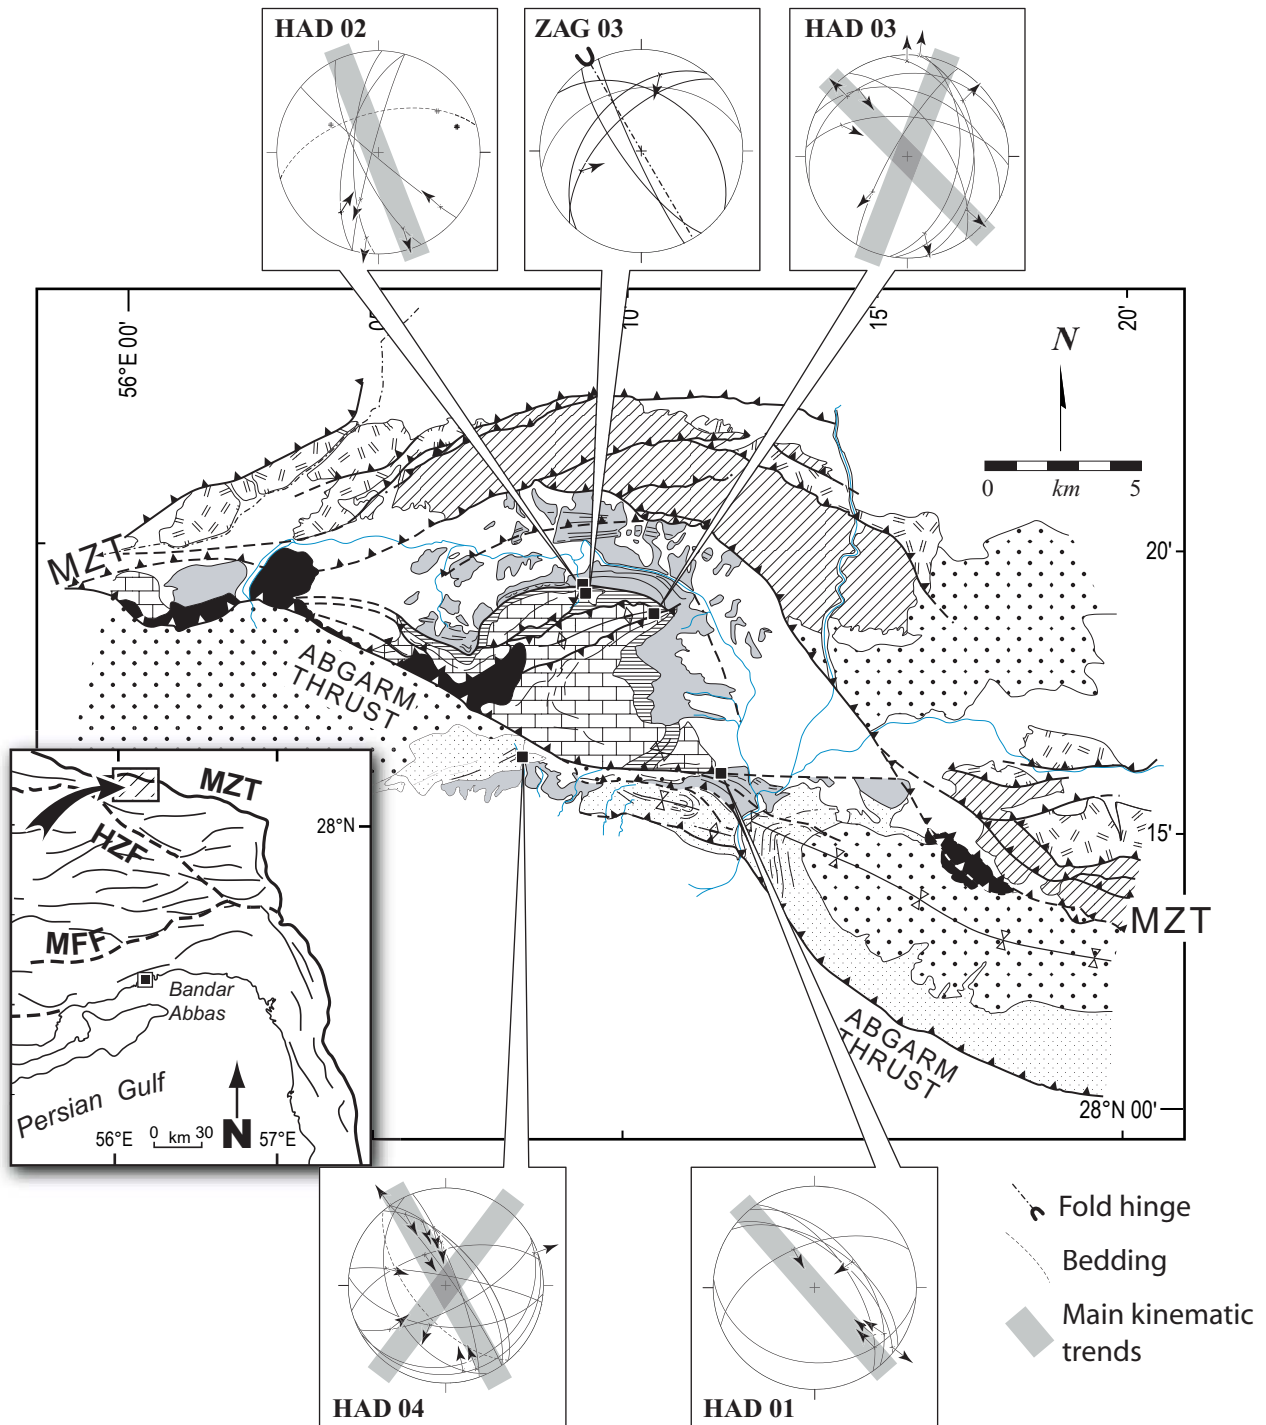 HAD 02
ZAG 03
HAD 03
56°E 00'
05'
10'
15'
20'
N
0 km 5
MZT
20'
ABGARM
THRUST
MZT
28°N
HZF
MFF
Bandar
Abbas
Persian Gulf
56°E 0 km 30 N 57°E
15'
MZT
ABGARM
THRUST
28°N 00'
HAD 04
HAD 01
Fold hinge
Bedding
Main kinematic
trends